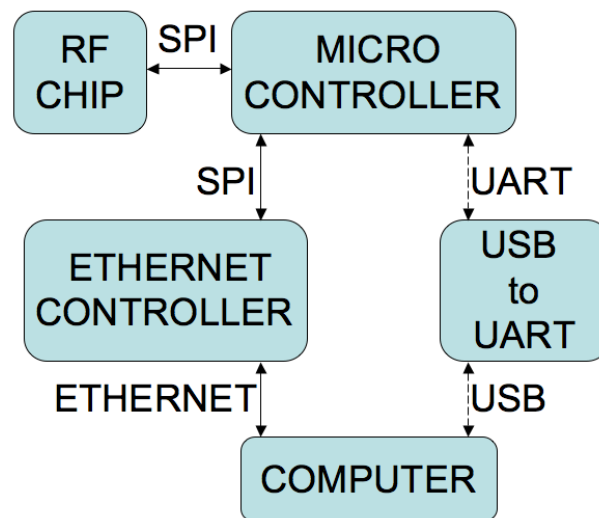 RF
CHIP
SPI
MICRO
CONTROLLER
SPI
UART
ETHERNET
CONTROLLER
USB
to
UART
ETHERNET
USB
COMPUTER